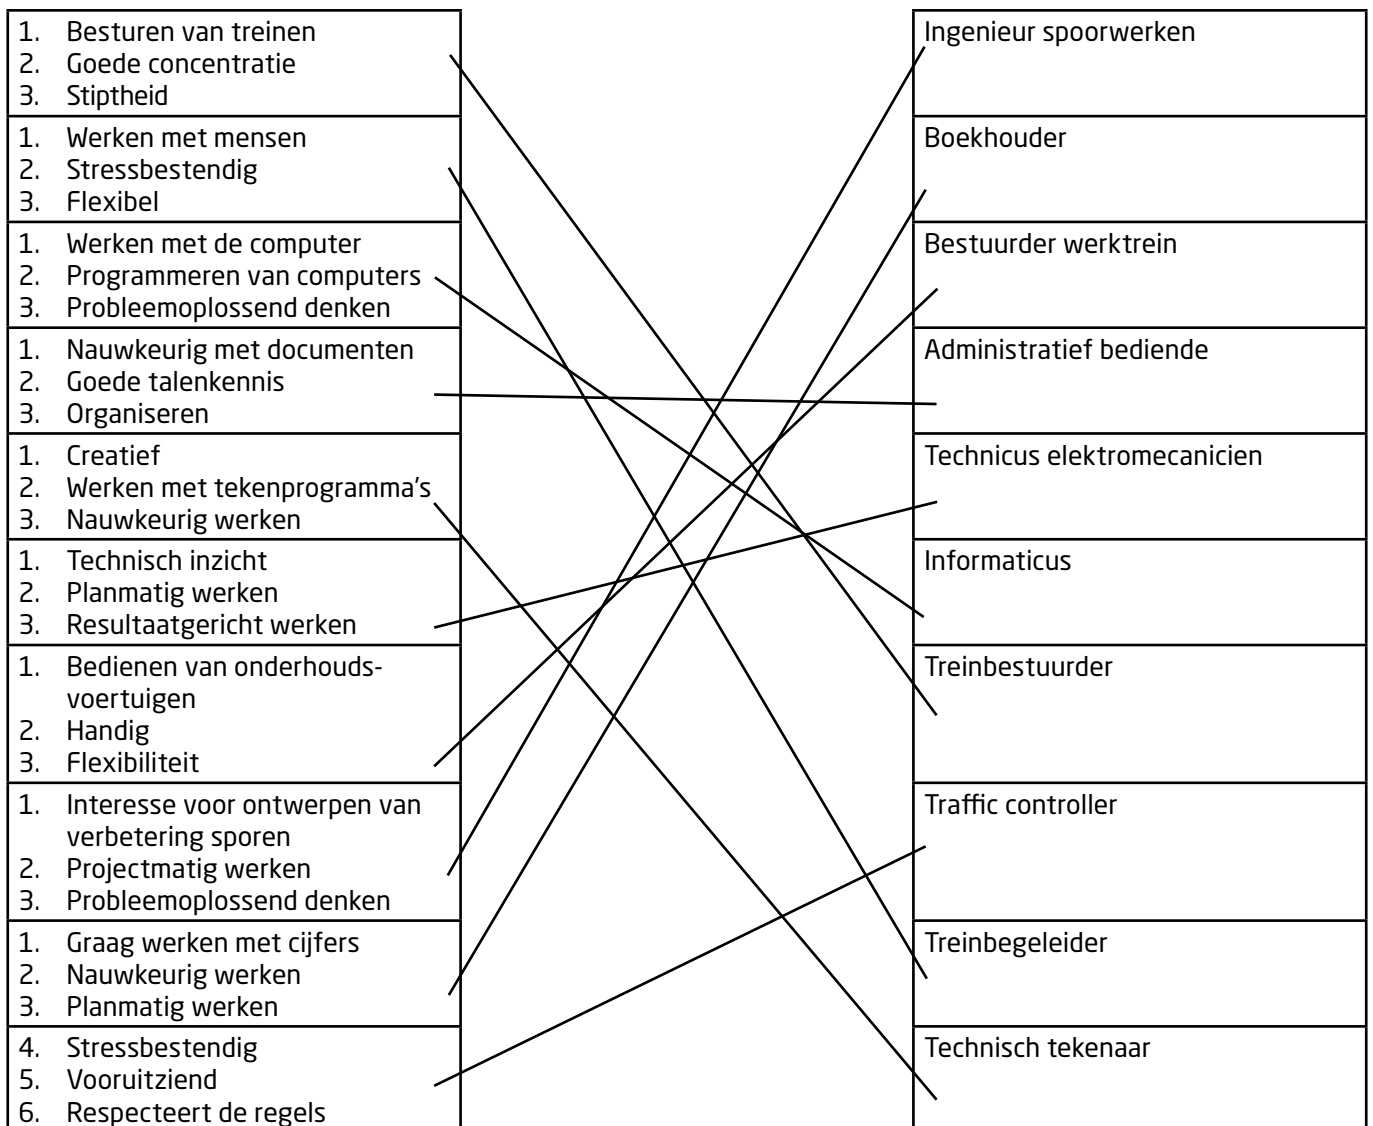 1. Besturen van treinen
2. Goede concentratie
3. Stiptheid
1. Werken met mensen
2. Stressbestendig
3. Flexibel
1. Werken met de computer
2. Programmeren van computers
3. Probleemoplossend denken
1. Nauwkeurig met documenten
2. Goede talenkennis
3. Organiseren
1. Creatief
2. Werken met tekenprogramma's
3. Nauwkeurig werken
1. Technisch inzicht
2. Planmatig werken
3. Resultaatgericht werken
1. Bedienen van onderhouds-
voertuigen
2. Handig
3. Flexibiliteit
1. Interesse voor ontwerpen van
verbetering sporen
2. Projectmatig werken
3. Probleemoplossend denken
1. Graag werken met cijfers
2. Nauwkeurig werken
3. Planmatig werken
4. Stressbestendig
5. Vooruitziend
6. Respecteert de regels
Ingenieur spoorwerken
Boekhouder
Bestuurder werktrein
Administratief bediende
Technicus elektromecanicien
Informaticus
Treinbestuurder
Traffic controller
Treinbegeleider
Technisch tekenaar